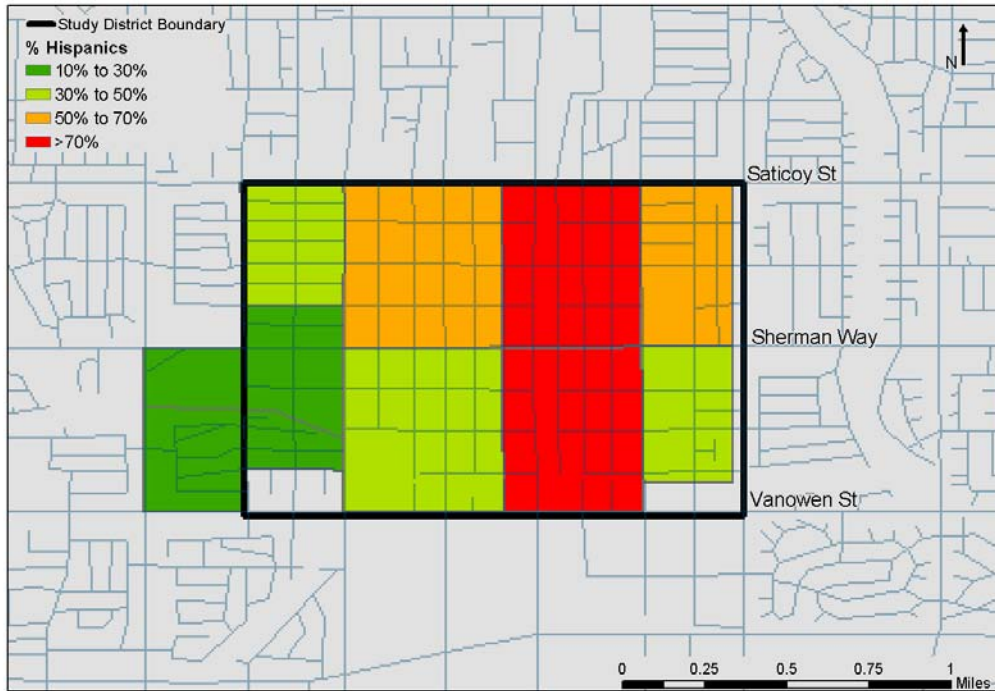 Study District Boundary
% Hispanics
10% to 30%
30% to 50%
50% to 70%
>70%
N
Saticoy St
Sherman Way
Vanowen St
0 0.25 0.5 0.75 1
Miles